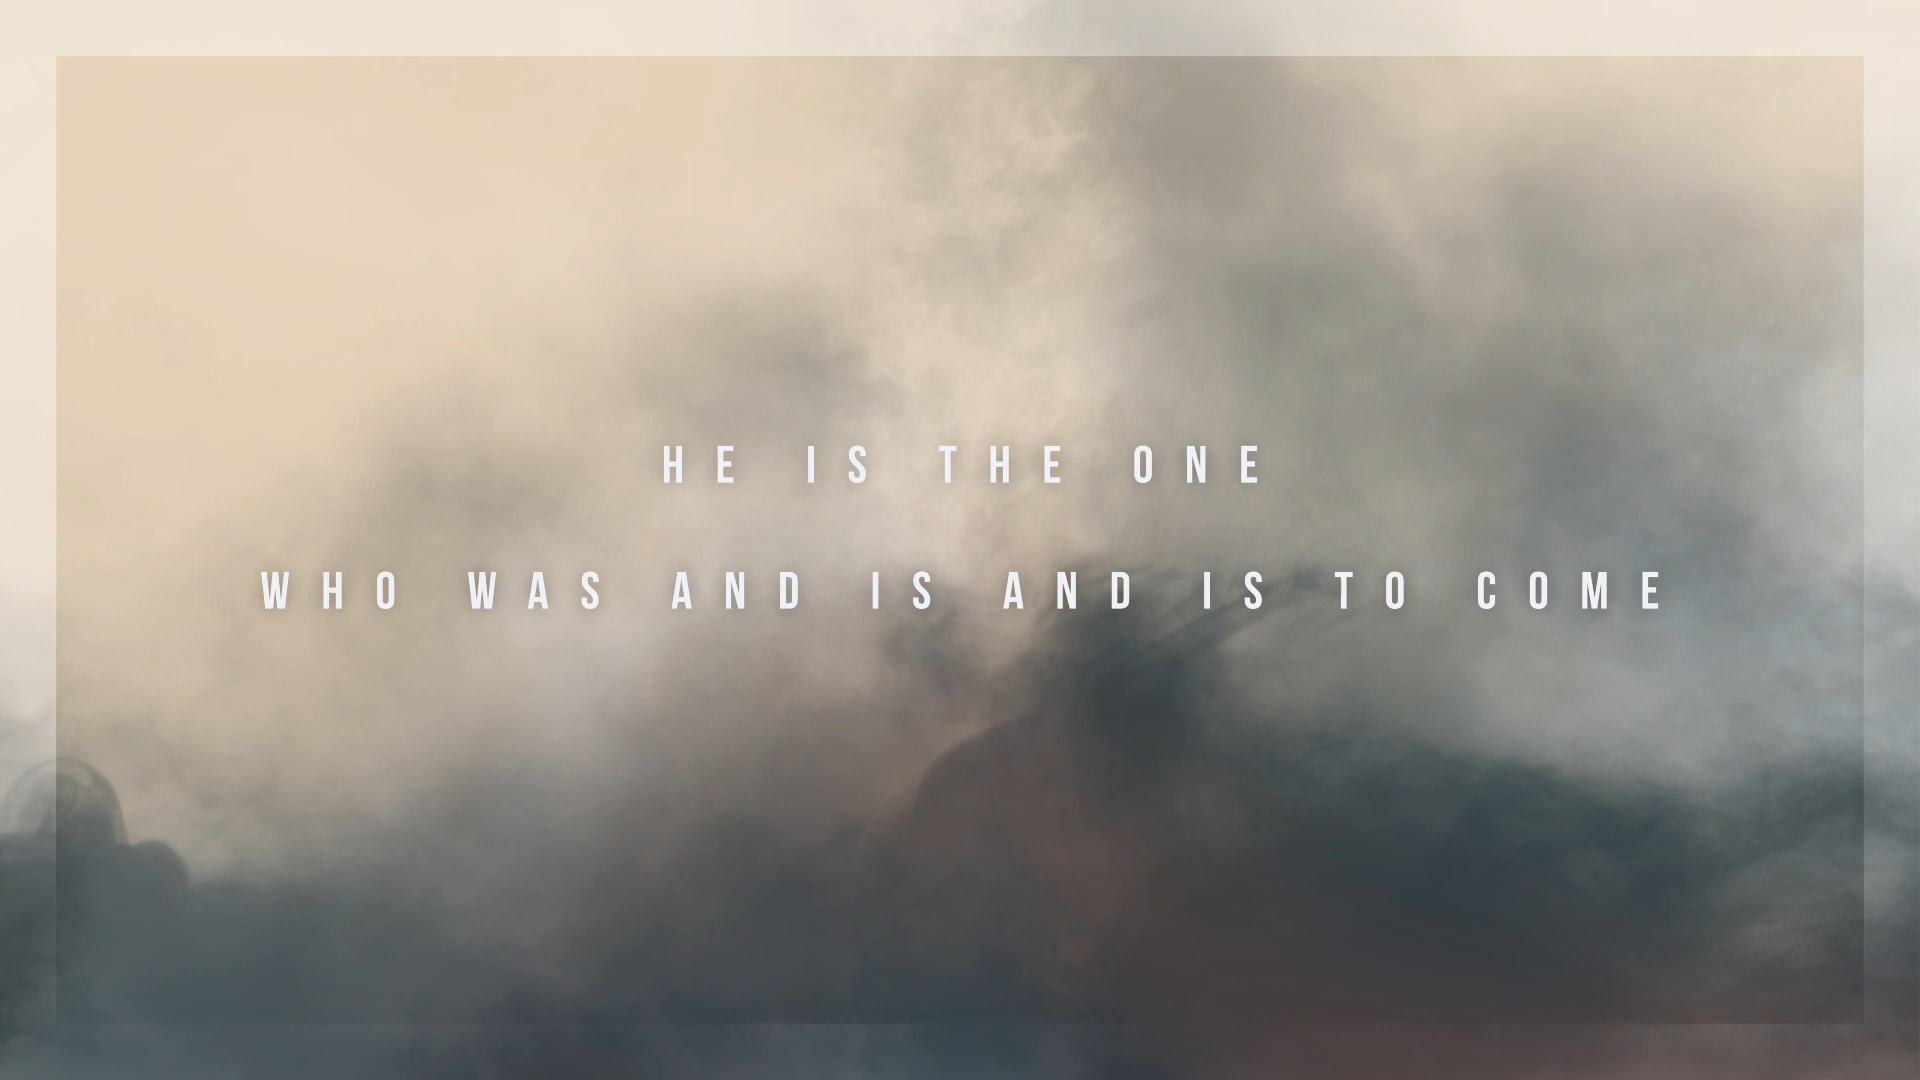 HE IS THE ONE
WHO WAS AND IS AND IS TO COME